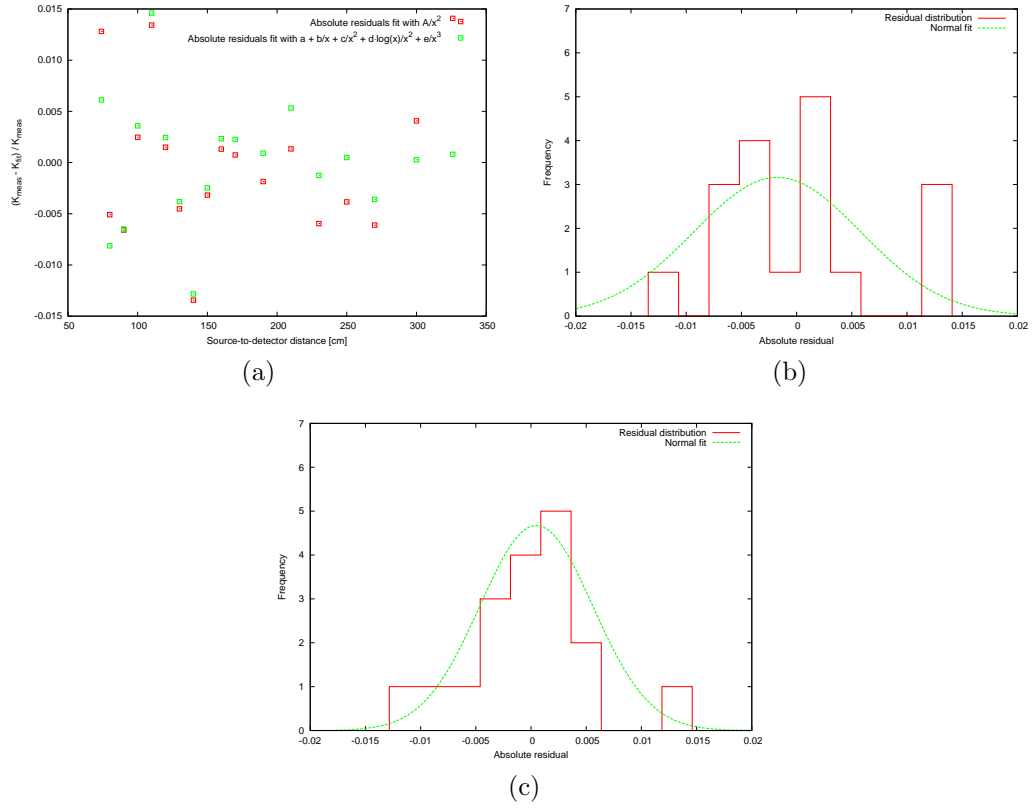 0.015
0.010
0.005
0.000
-0.005
-0.010
-0.015
(K_meas - K_fit) / K_meas
Absolute residuals fit with A/x²
Absolute residuals fit with a + b/x + c/x² + d·log(x)/x² + e/x³
50 100 150 200 250 300 350
Source-to-detector distance [cm]
(a)
7
6
5
4
3
2
1
0
Frequency
Residual distribution
Normal fit
-0.02 -0.015 -0.01 -0.005 0 0.005 0.01 0.015 0.02
Absolute residual
(b)
7
6
5
4
3
2
1
0
Frequency
Residual distribution
Normal fit
-0.02 -0.015 -0.01 -0.005 0 0.005 0.01 0.015 0.02
Absolute residual
(c)